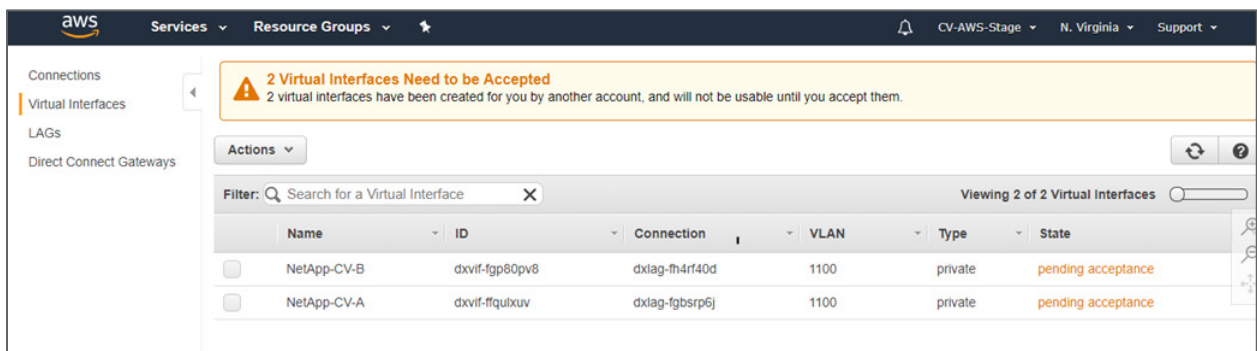 aws Services Resource Groups CV-AWS-Stage N. Virginia Support
Connections
Virtual Interfaces
LAGs
Direct Connect Gateways
2 Virtual Interfaces Need to be Accepted
2 virtual interfaces have been created for you by another account, and will not be usable until you accept them.
Actions
Filter: Search for a Virtual Interface Viewing 2 of 2 Virtual Interfaces
Name ID Connection VLAN Type State
NetApp-CV-B dxvif-fgp80pv8 dxlag-fh4rf40d 1100 private pending acceptance
NetApp-CV-A dxvif-ffqulxuv dxlag-fgbsrp6j 1100 private pending acceptance